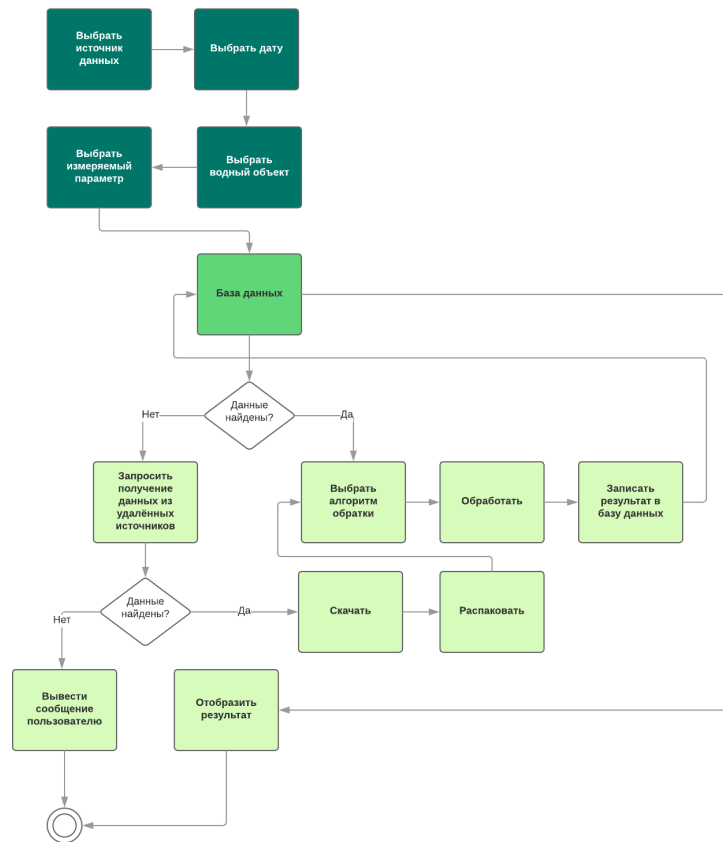 Выбрать
источник
данных
Выбрать дату
Выбрать
измеряемый
параметр
Выбрать
водный объект
База данных
Данные
найдены?
Нет
Да
Запросить
получение
данных из
удалённых
источников
Выбрать
алгоритм
обратки
Обработать
Записать
результат в
базу данных
Данные
найдены?
Нет
Да
Скачать
Распаковать
Вывести
сообщение
пользователю
Отобразить
результат